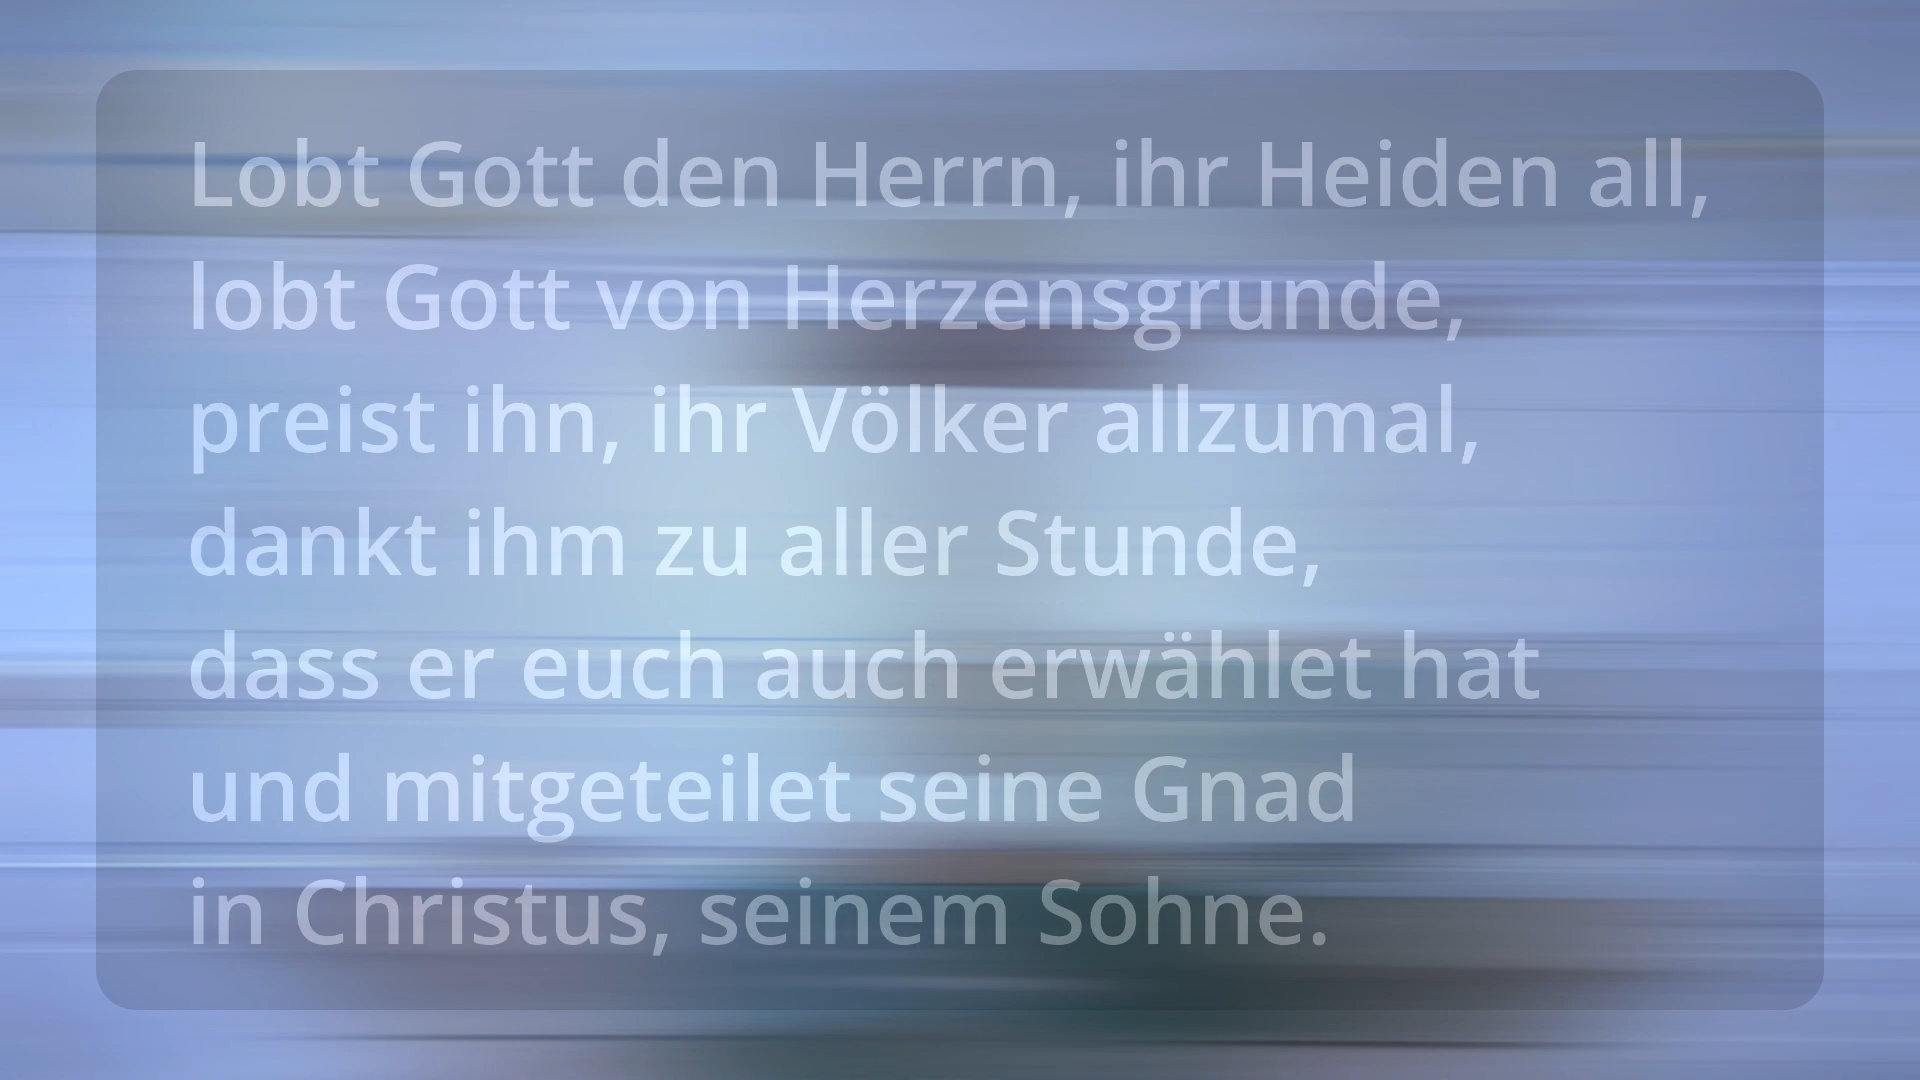 Lobt Gott den Herrn, ihr Heiden all,
lobt Gott von Herzensgrunde,
preist ihn, ihr Völker allzumal,
dankt ihm zu aller Stunde,
dass er euch auch erwählet hat
und mitgeteilet seine Gnad
in Christus, seinem Sohne.